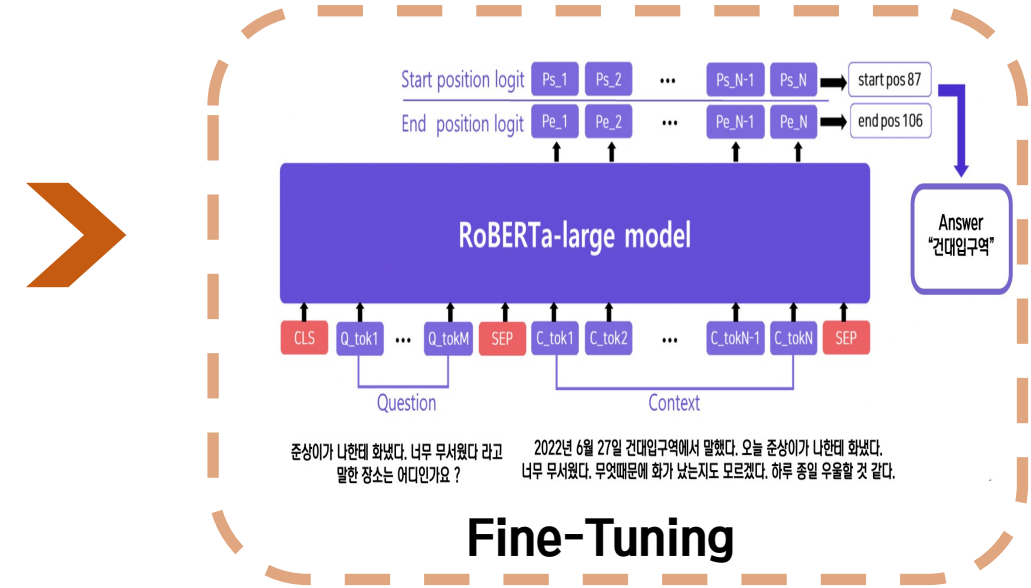 Start position logit Ps_1 Ps_2 ... Ps_N-1 Ps_N start pos 87
End position logit Pe_1 Pe_2 ... Pe_N-1 Pe_N end pos 106
Answer
“건대입구역”
RoBERTa-large model
CLS Q_tok1 ... Q_tokM SEP C_tok1 C_tok2 ... C_tokN-1 C_tokN SEP
Question Context
준상이가 나한테 화냈다. 너무 무서웠다 라고
말한 장소는 어디인가요 ?
2022년 6월 27일 건대입구역에서 말했다. 오늘 준상이가 나한테 화냈다.
너무 무서웠다. 무엇때문에 화가 났는지도 모르겠다. 하루 종일 우울할 것 같다.
Fine-Tuning